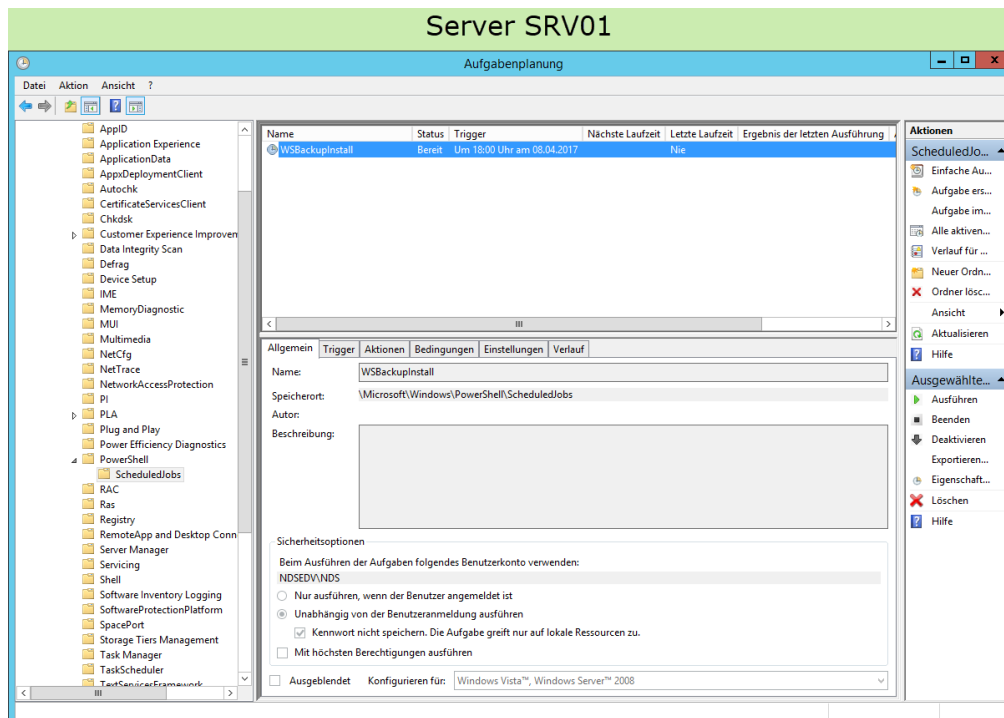 Server SRV01
Aufgabenplanung
Datei Aktion Ansicht ?
AppID
Application Experience
ApplicationData
AppxDeploymentClient
Autochk
CertificateServicesClient
Chkdsk
Customer Experience Improven
Data Integrity Scan
Defrag
Device Setup
IME
MemoryDiagnostic
MUI
Multimedia
NetCfg
NetTrace
NetworkAccessProtection
PI
PLA
Plug and Play
Power Efficiency Diagnostics
PowerShell
ScheduledJobs
RAC
Ras
Registry
RemoteApp and Desktop Conn
Server Manager
Servicing
Shell
Software Inventory Logging
SoftwareProtectionPlatform
SpacePort
Storage Tiers Management
Task Manager
TaskScheduler
TextServicesFramework
Name Status Trigger Nächste Laufzeit Letzte Laufzeit Ergebnis der letzten Ausführung
WSBackupInstall Bereit Um 18:00 Uhr am 08.04.2017 Nie
Allgemein Trigger Aktionen Bedingungen Einstellungen Verlauf
Name: WSBackupInstall
Speicherort: \Microsoft\Windows\PowerShell\ScheduledJobs
Autor:
Beschreibung:
Sicherheitsoptionen
Beim Ausführen der Aufgaben folgendes Benutzerkonto verwenden:
NDSEDV\NDS
Nur ausführen, wenn der Benutzer angemeldet ist
Unabhängig von der Benutzeranmeldung ausführen
Kennwort nicht speichern. Die Aufgabe greift nur auf lokale Ressourcen zu.
Mit höchsten Berechtigungen ausführen
Ausgeblendet Konfigurieren für: Windows Vista™, Windows Server™ 2008
Aktionen
ScheduledJo...
Einfache Au...
Aufgabe ers...
Aufgabe im...
Alle aktiven...
Verlauf für ...
Neuer Ordn...
Ordner lösc...
Ansicht
Aktualisieren
Hilfe
Ausgewählte...
Ausführen
Beenden
Deaktivieren
Exportieren...
Eigenschaft...
Löschen
Hilfe